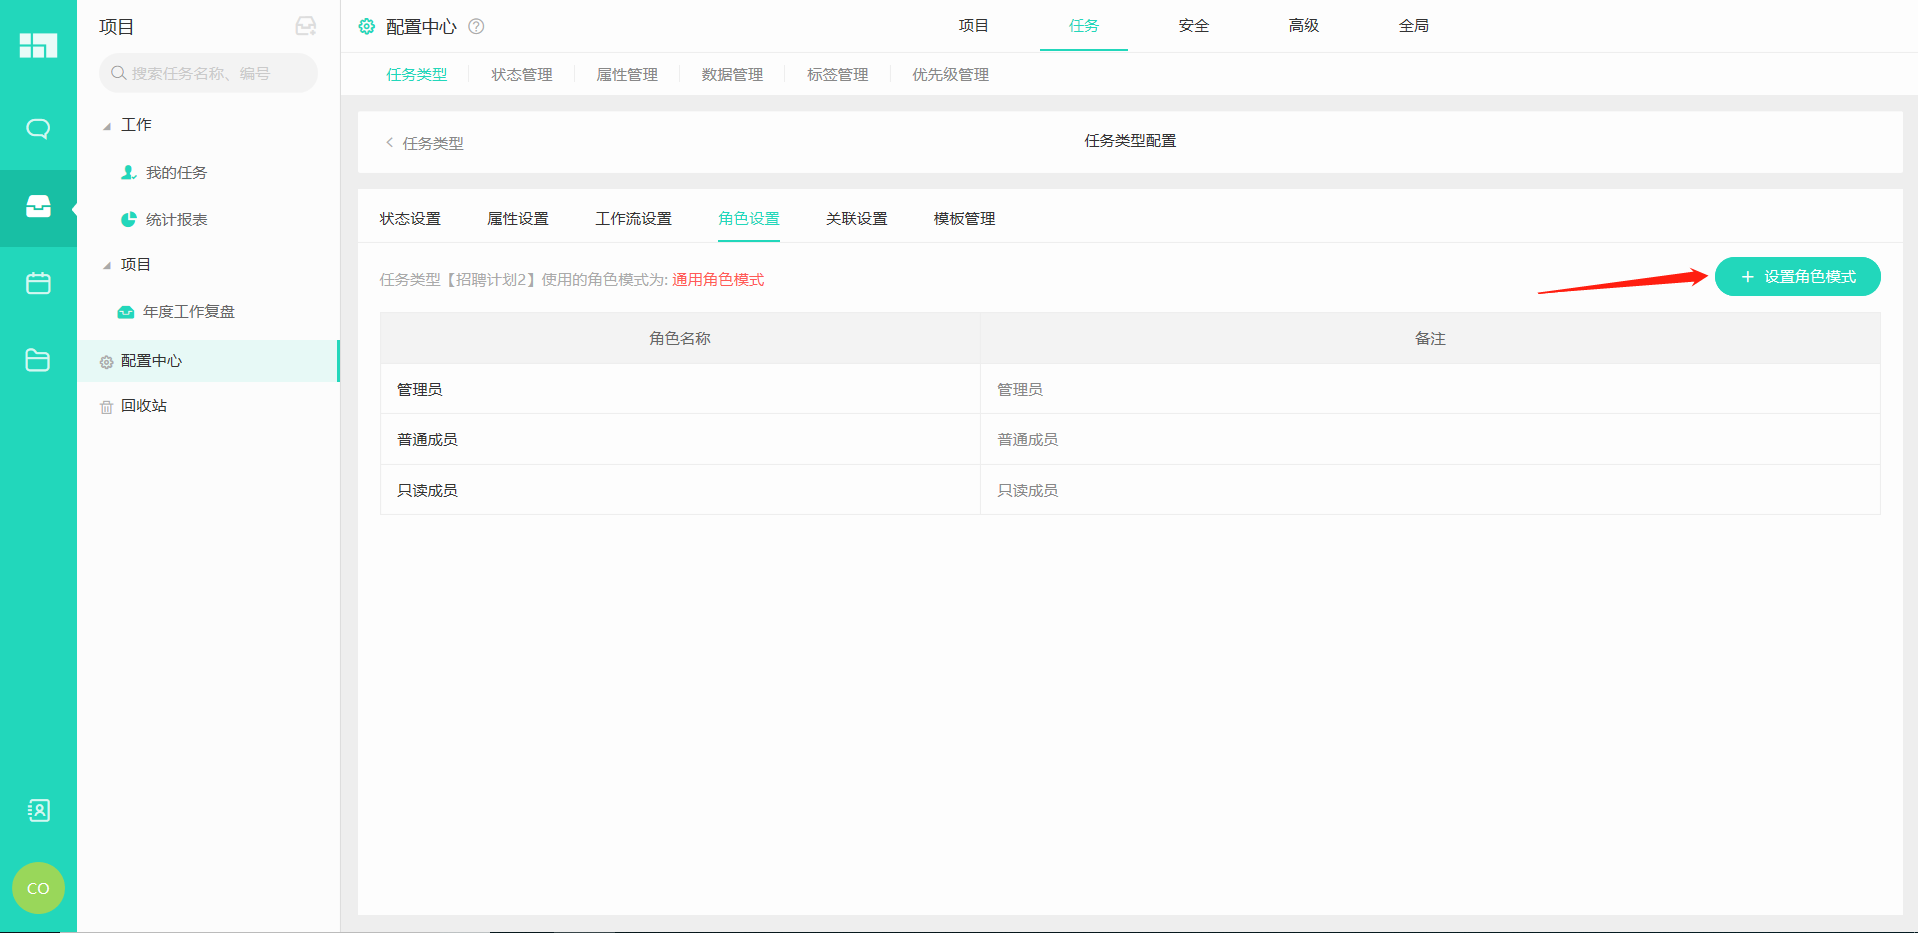 项目
搜索任务名称、编号
工作
我的任务
统计报表
项目
年度工作复盘
配置中心
回收站
CO
配置中心 ?
项目 任务 安全 高级 全局
任务类型 状态管理 属性管理 数据管理 标签管理 优先级管理
< 任务类型
任务类型配置
状态设置 属性设置 工作流设置 角色设置 关联设置 模板管理
任务类型【招聘计划2】使用的角色模式为: 通用角色模式
+ 设置角色模式
角色名称 备注
管理员 管理员
普通成员 普通成员
只读成员 只读成员